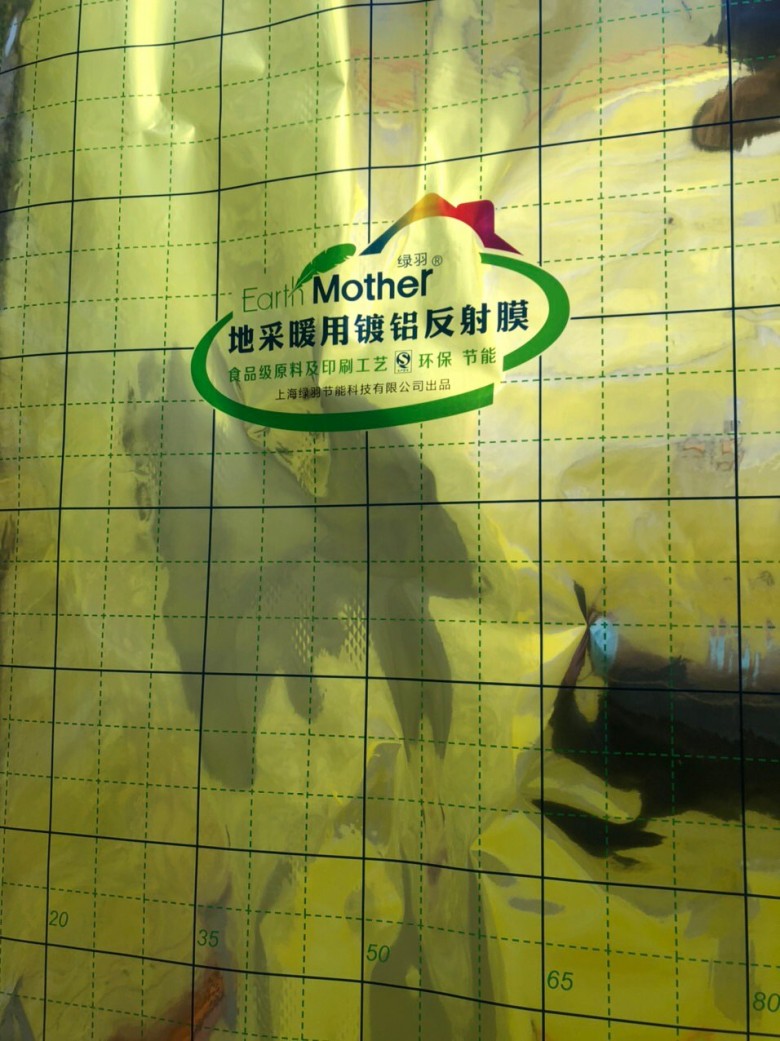 绿羽®
Earth Mother
地采暖用镀铝反射膜
食品级原料及印刷工艺 环保 节能
上海绿羽节能科技有限公司出品
20
35
50
65
80